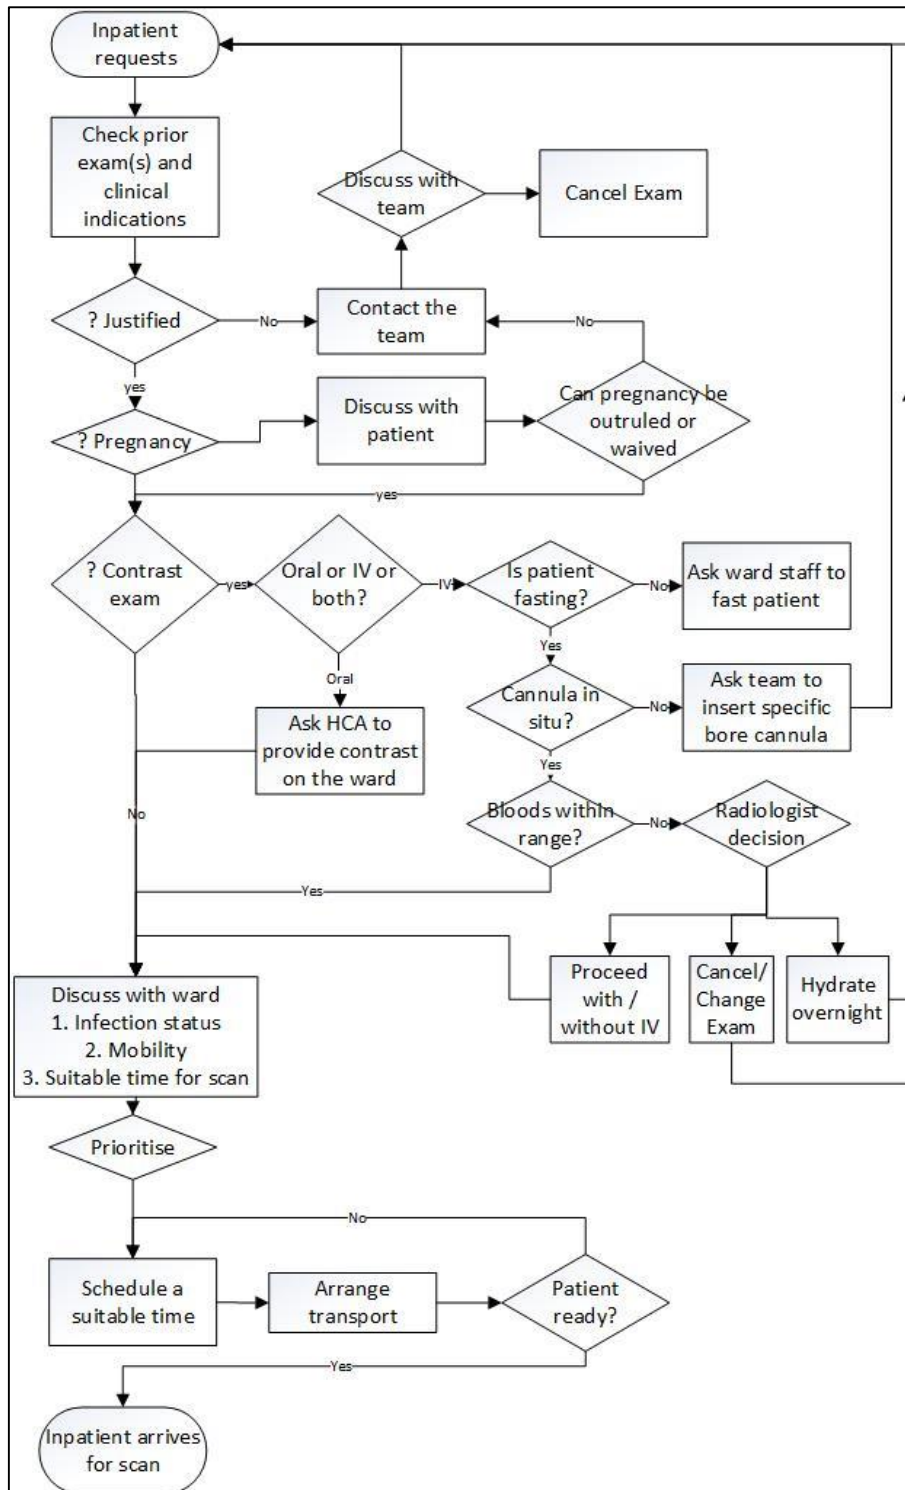 Inpatient
requests
Check prior
exam(s) and
clinical
indications
Discuss with
team
Cancel Exam
? Justified
No
Contact the
team
No
yes
? Pregnancy
Discuss with
patient
Can pregnancy be
outruled or
waived
yes
? Contrast
exam
yes
Oral or IV or
both?
IV
Is patient
fasting?
No
Ask ward staff to
fast patient
Yes
Oral
Cannula in
situ?
No
Ask team to
insert specific
bore cannula
Ask HCA to
provide contrast
on the ward
Yes
No
Bloods within
range?
No
Radiologist
decision
Yes
Proceed
with /
without IV
Cancel/
Change
Exam
Hydrate
overnight
Discuss with ward
1. Infection status
2. Mobility
3. Suitable time for scan
Prioritise
No
Schedule a
suitable time
Arrange
transport
Patient
ready?
Yes
Inpatient arrives
for scan